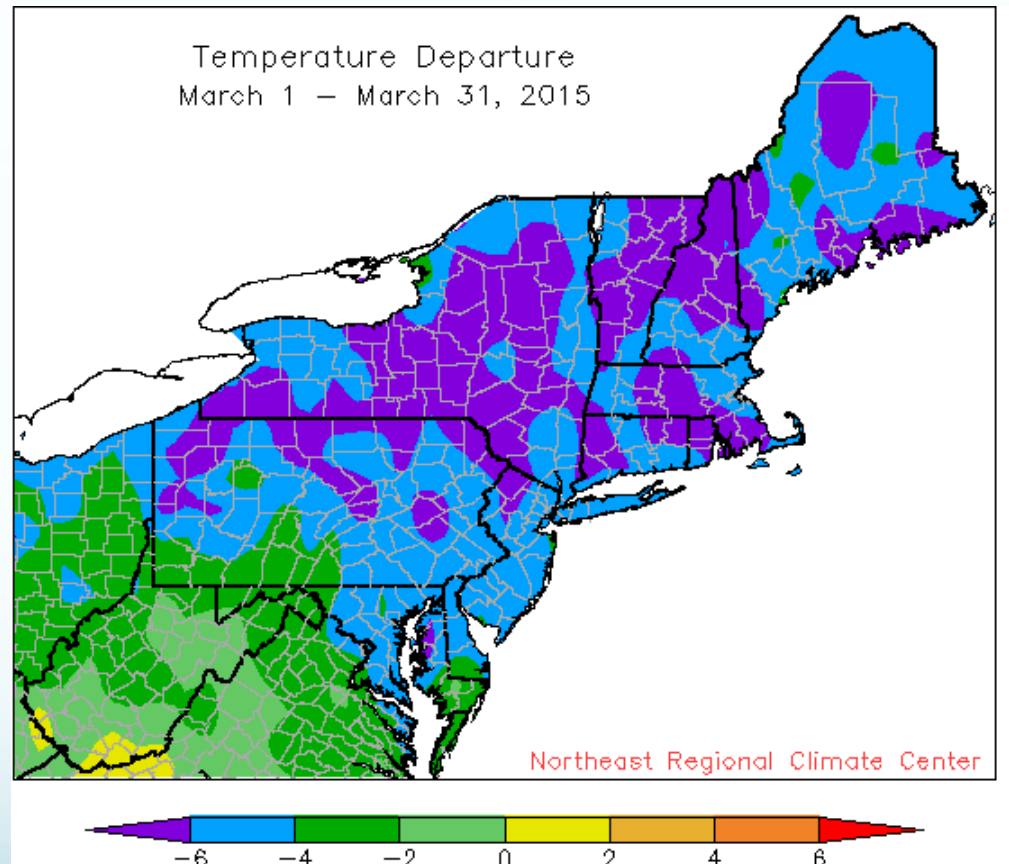 Temperature Departure
March 1 – March 31, 2015
Northeast Regional Climate Center
-6 -4 -2 0 2 4 6